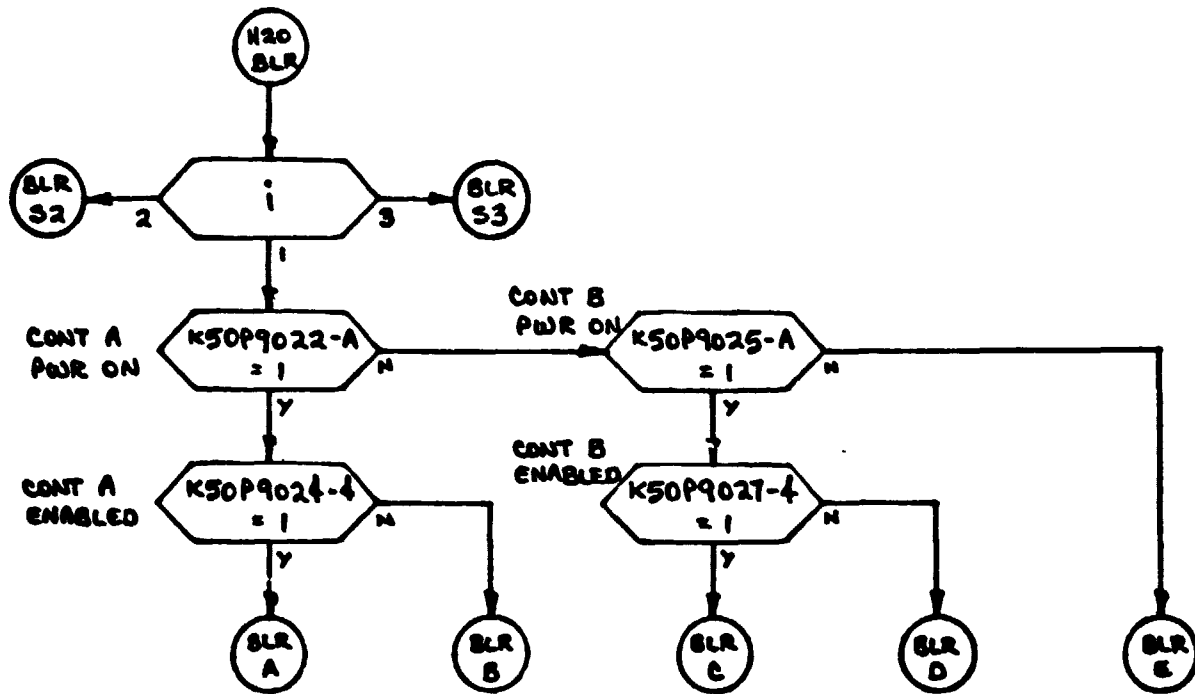 H20
BLR
BLR
S2
2
i
3
BLR
S3
1
CONT A
PWR ON
K50P9022-A
= 1
N
Y
CONT B
PWR ON
K50P9025-A
= 1
N
Y
CONT A
ENABLED
K50P9024-4
= 1
N
Y
CONT B
ENABLED
K50P9027-4
= 1
N
Y
BLR
A
BLR
B
BLR
C
BLR
D
BLR
E